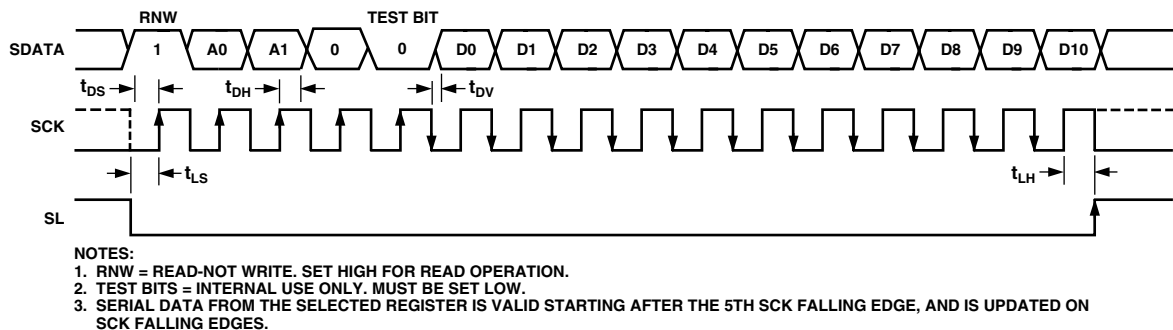 RNW TEST BIT
SDATA 1 A0 A1 0 0 D0 D1 D2 D3 D4 D5 D6 D7 D8 D9 D10
tDS tDH tDV
SCK
tLS tLH
SL
NOTES:
1. RNW = READ-NOT WRITE. SET HIGH FOR READ OPERATION.
2. TEST BITS = INTERNAL USE ONLY. MUST BE SET LOW.
3. SERIAL DATA FROM THE SELECTED REGISTER IS VALID STARTING AFTER THE 5TH SCK FALLING EDGE, AND IS UPDATED ON
SCK FALLING EDGES.